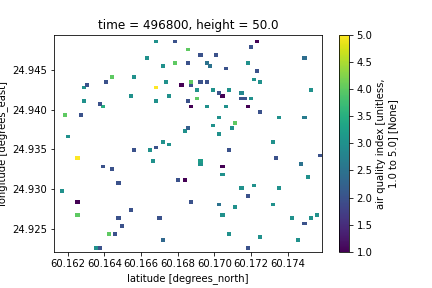 time = 496800, height = 50.0
longitude [degrees_east]
24.945
24.940
24.935
24.930
24.925
60.162 60.164 60.166 60.168 60.170 60.172 60.174
latitude [degrees_north]
5.0
4.5
4.0
3.5
3.0
2.5
2.0
1.5
1.0
air quality index [unitless,
1.0 to 5.0] [None]